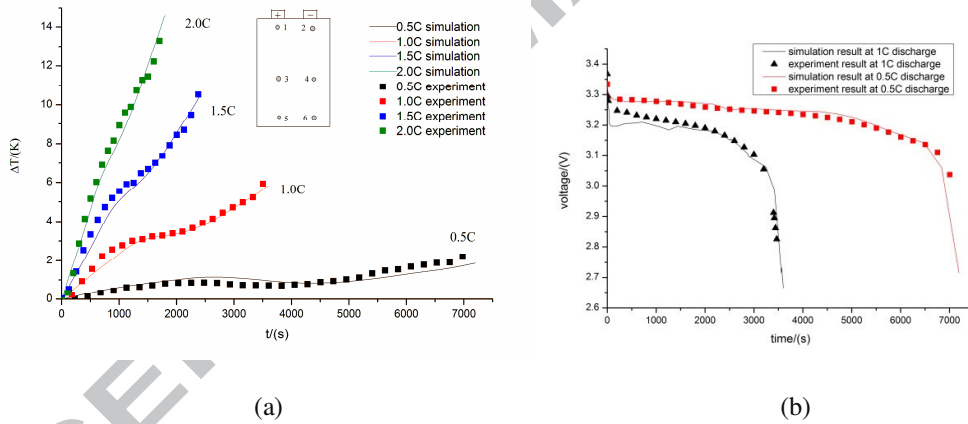 14
12
10
8
6
4
2
0
ΔT/(K)
0 1000 2000 3000 4000 5000 6000 7000
t/(s)
2.0C
1.5C
1.0C
0.5C
+ −
1 2
3 4
5 6
0.5C simulation
1.0C simulation
1.5C simulation
2.0C simulation
0.5C experiment
1.0C experiment
1.5C experiment
2.0C experiment
(a)
3.4
3.3
3.2
3.1
3.0
2.9
2.8
2.7
2.6
voltage/(V)
0 1000 2000 3000 4000 5000 6000 7000
time/(s)
simulation result at 1C discharge
experiment result at 1C discharge
simulation result at 0.5C discharge
experiment result at 0.5C discharge
(b)